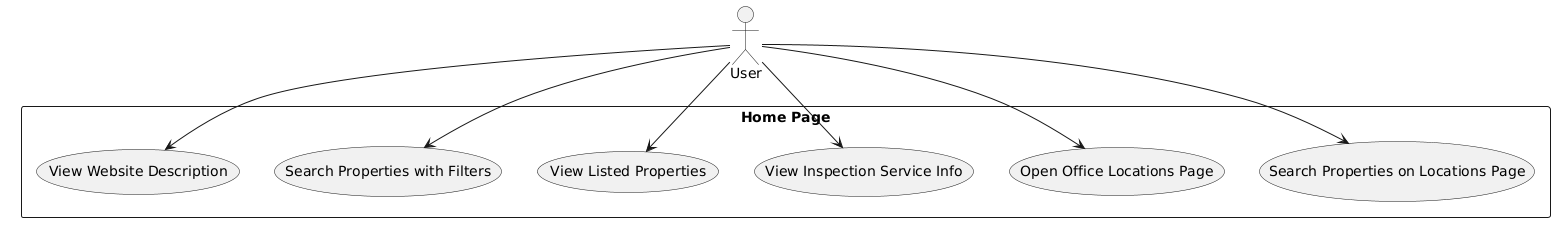 User
Home Page
View Website Description
Search Properties with Filters
View Listed Properties
View Inspection Service Info
Open Office Locations Page
Search Properties on Locations Page